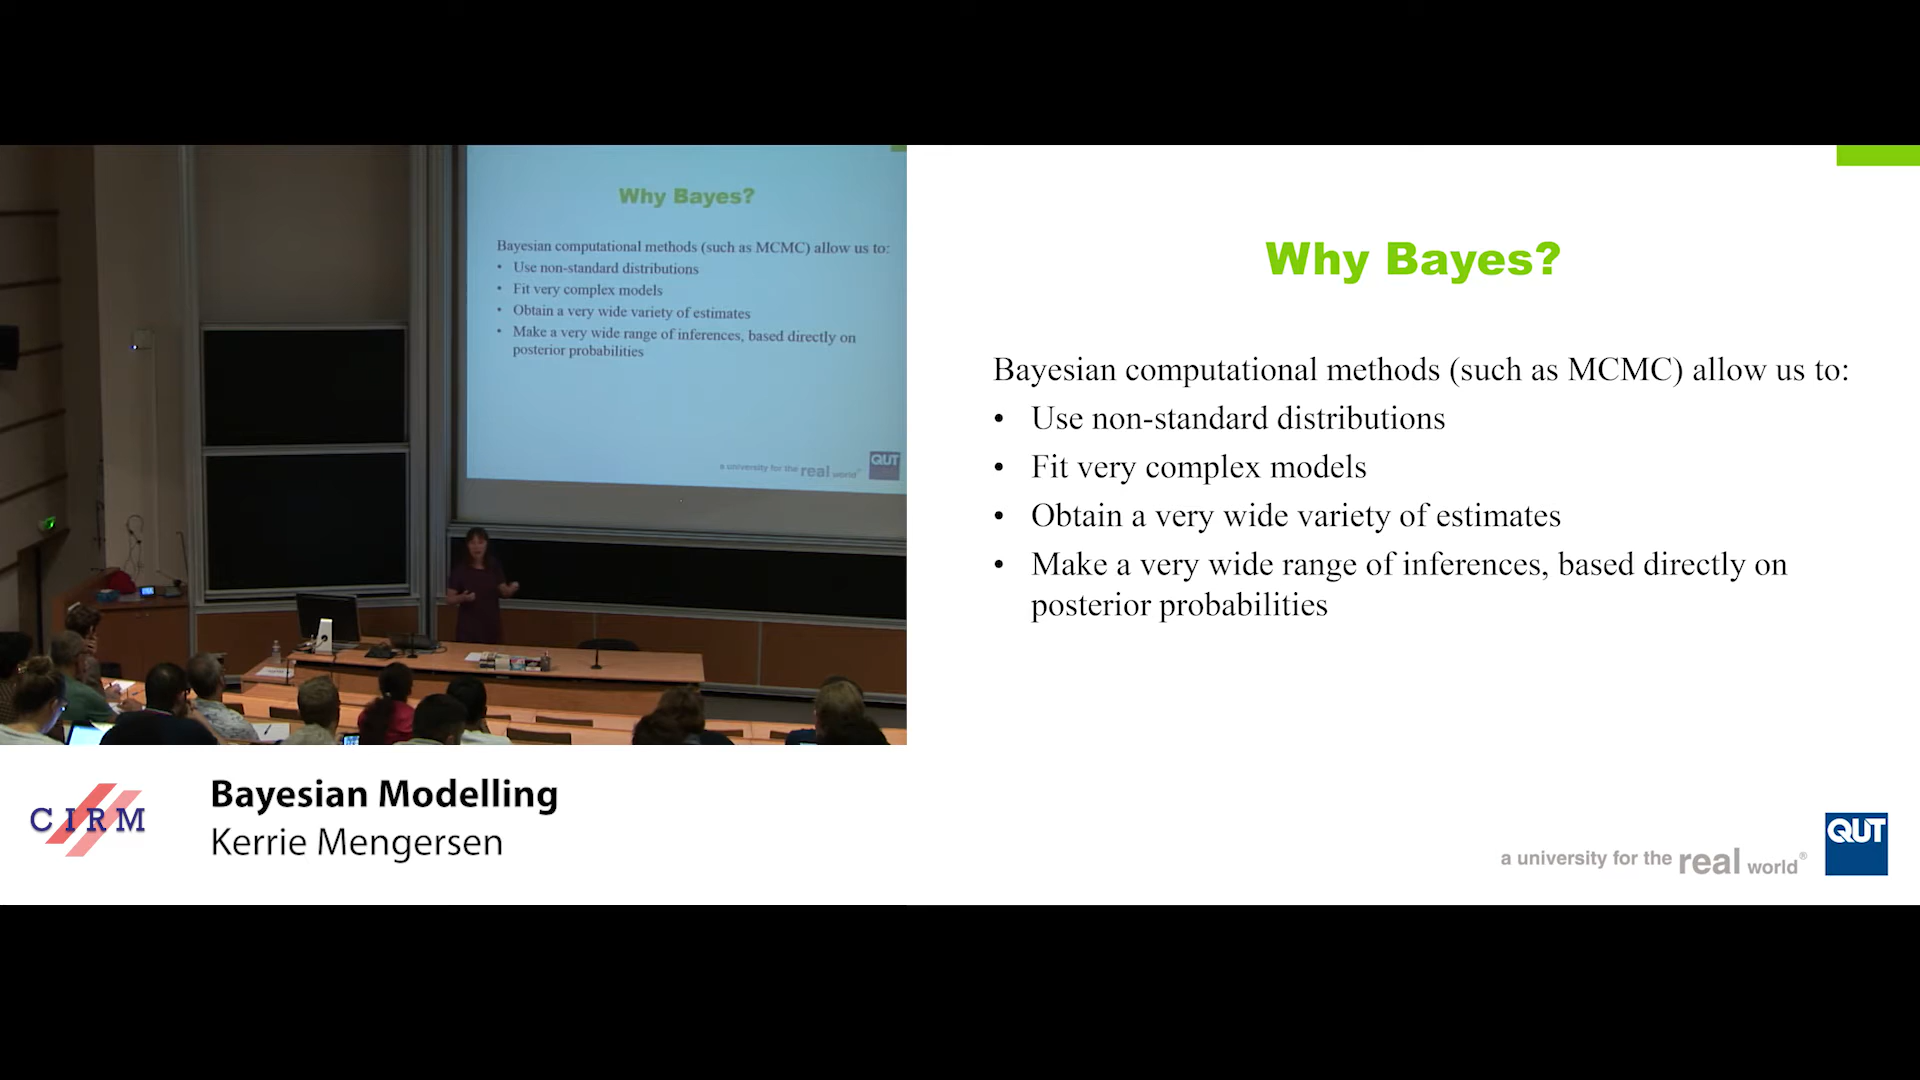 Why Bayes?
Bayesian computational methods (such as MCMC) allow us to:
• Use non-standard distributions
• Fit very complex models
• Obtain a very wide variety of estimates
• Make a very wide range of inferences, based directly on
posterior probabilities
a university for the real world
QUT
Why Bayes?
Bayesian computational methods (such as MCMC) allow us to:
• Use non-standard distributions
• Fit very complex models
• Obtain a very wide variety of estimates
• Make a very wide range of inferences, based directly on
posterior probabilities
a university for the real world®
QUT
CIRM
Bayesian Modelling
Kerrie Mengersen